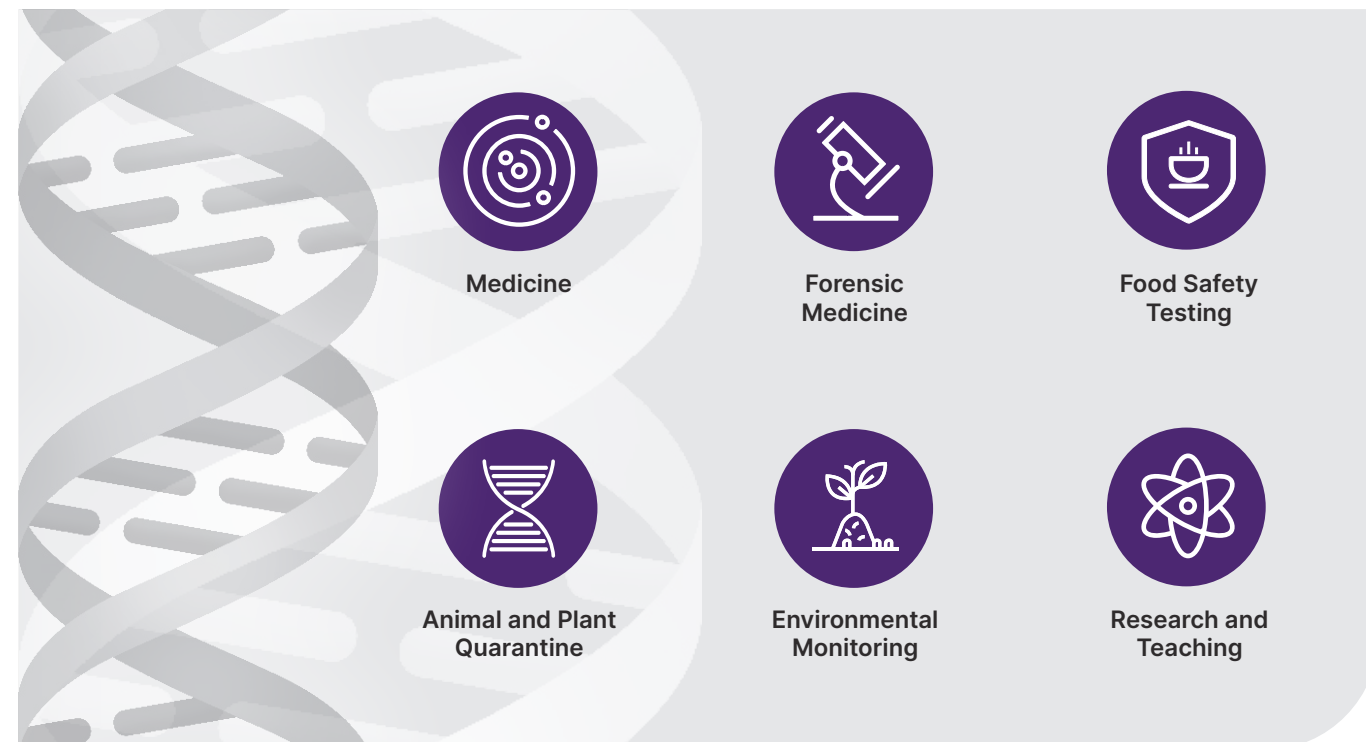 Medicine
Forensic
Medicine
Food Safety
Testing
Animal and Plant
Quarantine
Environmental
Monitoring
Research and
Teaching